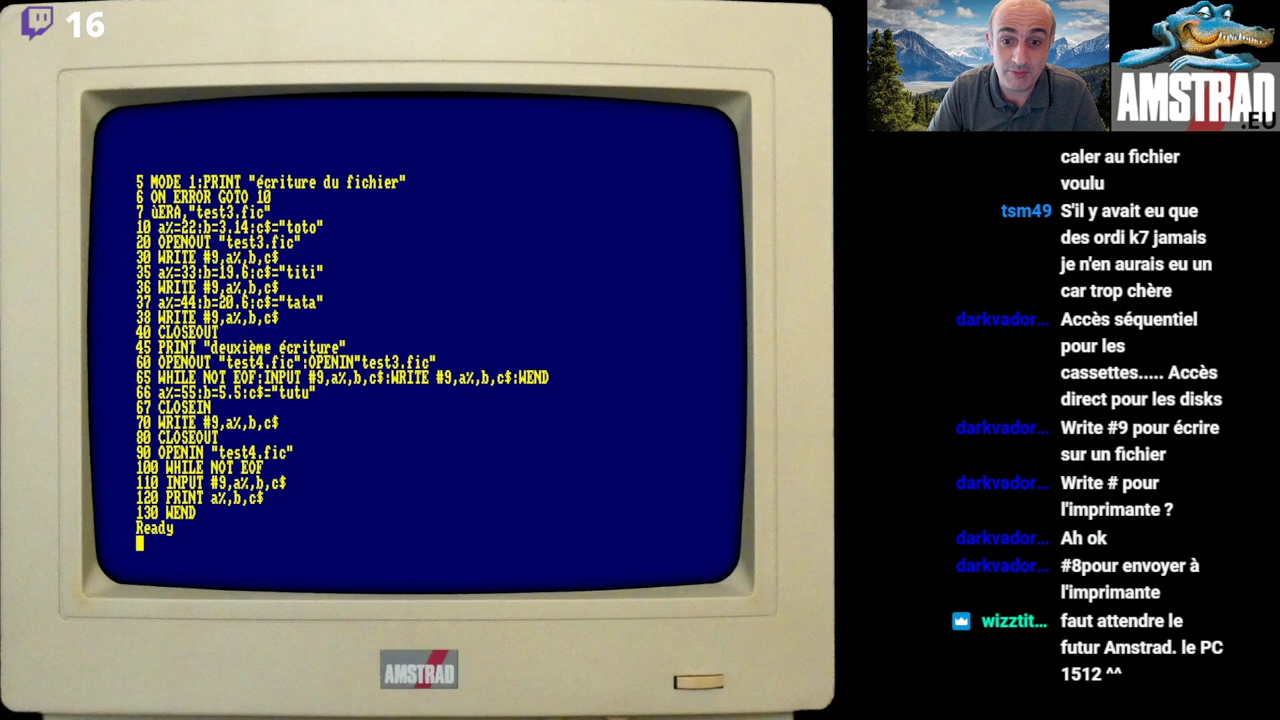 16
5 MODE 1:PRINT "écriture du fichier"
6 ON ERROR GOTO 10
7 ùERA,"test3.fic"
10 a%=22:b=3.14:c$="toto"
20 OPENOUT "test3.fic"
30 WRITE #9,a%,b,c$
35 a%=33:b=19.6:c$="titi"
36 WRITE #9,a%,b,c$
37 a%=44:b=20.6:c$="tata"
38 WRITE #9,a%,b,c$
40 CLOSEOUT
45 PRINT "deuxième écriture"
60 OPENOUT "test4.fic":OPENIN"test3.fic"
65 WHILE NOT EOF:INPUT #9,a%,b,c$:WRITE #9,a%,b,c$:WEND
66 a%=55:b=5.5:c$="tutu"
67 CLOSEIN
70 WRITE #9,a%,b,c$
80 CLOSEOUT
90 OPENIN "test4.fic"
100 WHILE NOT EOF
110 INPUT #9,a%,b,c$
120 PRINT a%,b,c$
130 WEND
Ready
AMSTRAD
AMSTRAD
.EU
caler au fichier
voulu
tsm49 S'il y avait eu que
des ordi k7 jamais
je n'en aurais eu un
car trop chère
darkvador... Accès séquentiel
pour les
cassettes..... Accès
direct pour les disks
darkvador... Write #9 pour écrire
sur un fichier
darkvador... Write # pour
l'imprimante ?
darkvador... Ah ok
darkvador... #8pour envoyer à
l'imprimante
wizztit... faut attendre le
futur Amstrad. le PC
1512 ^^